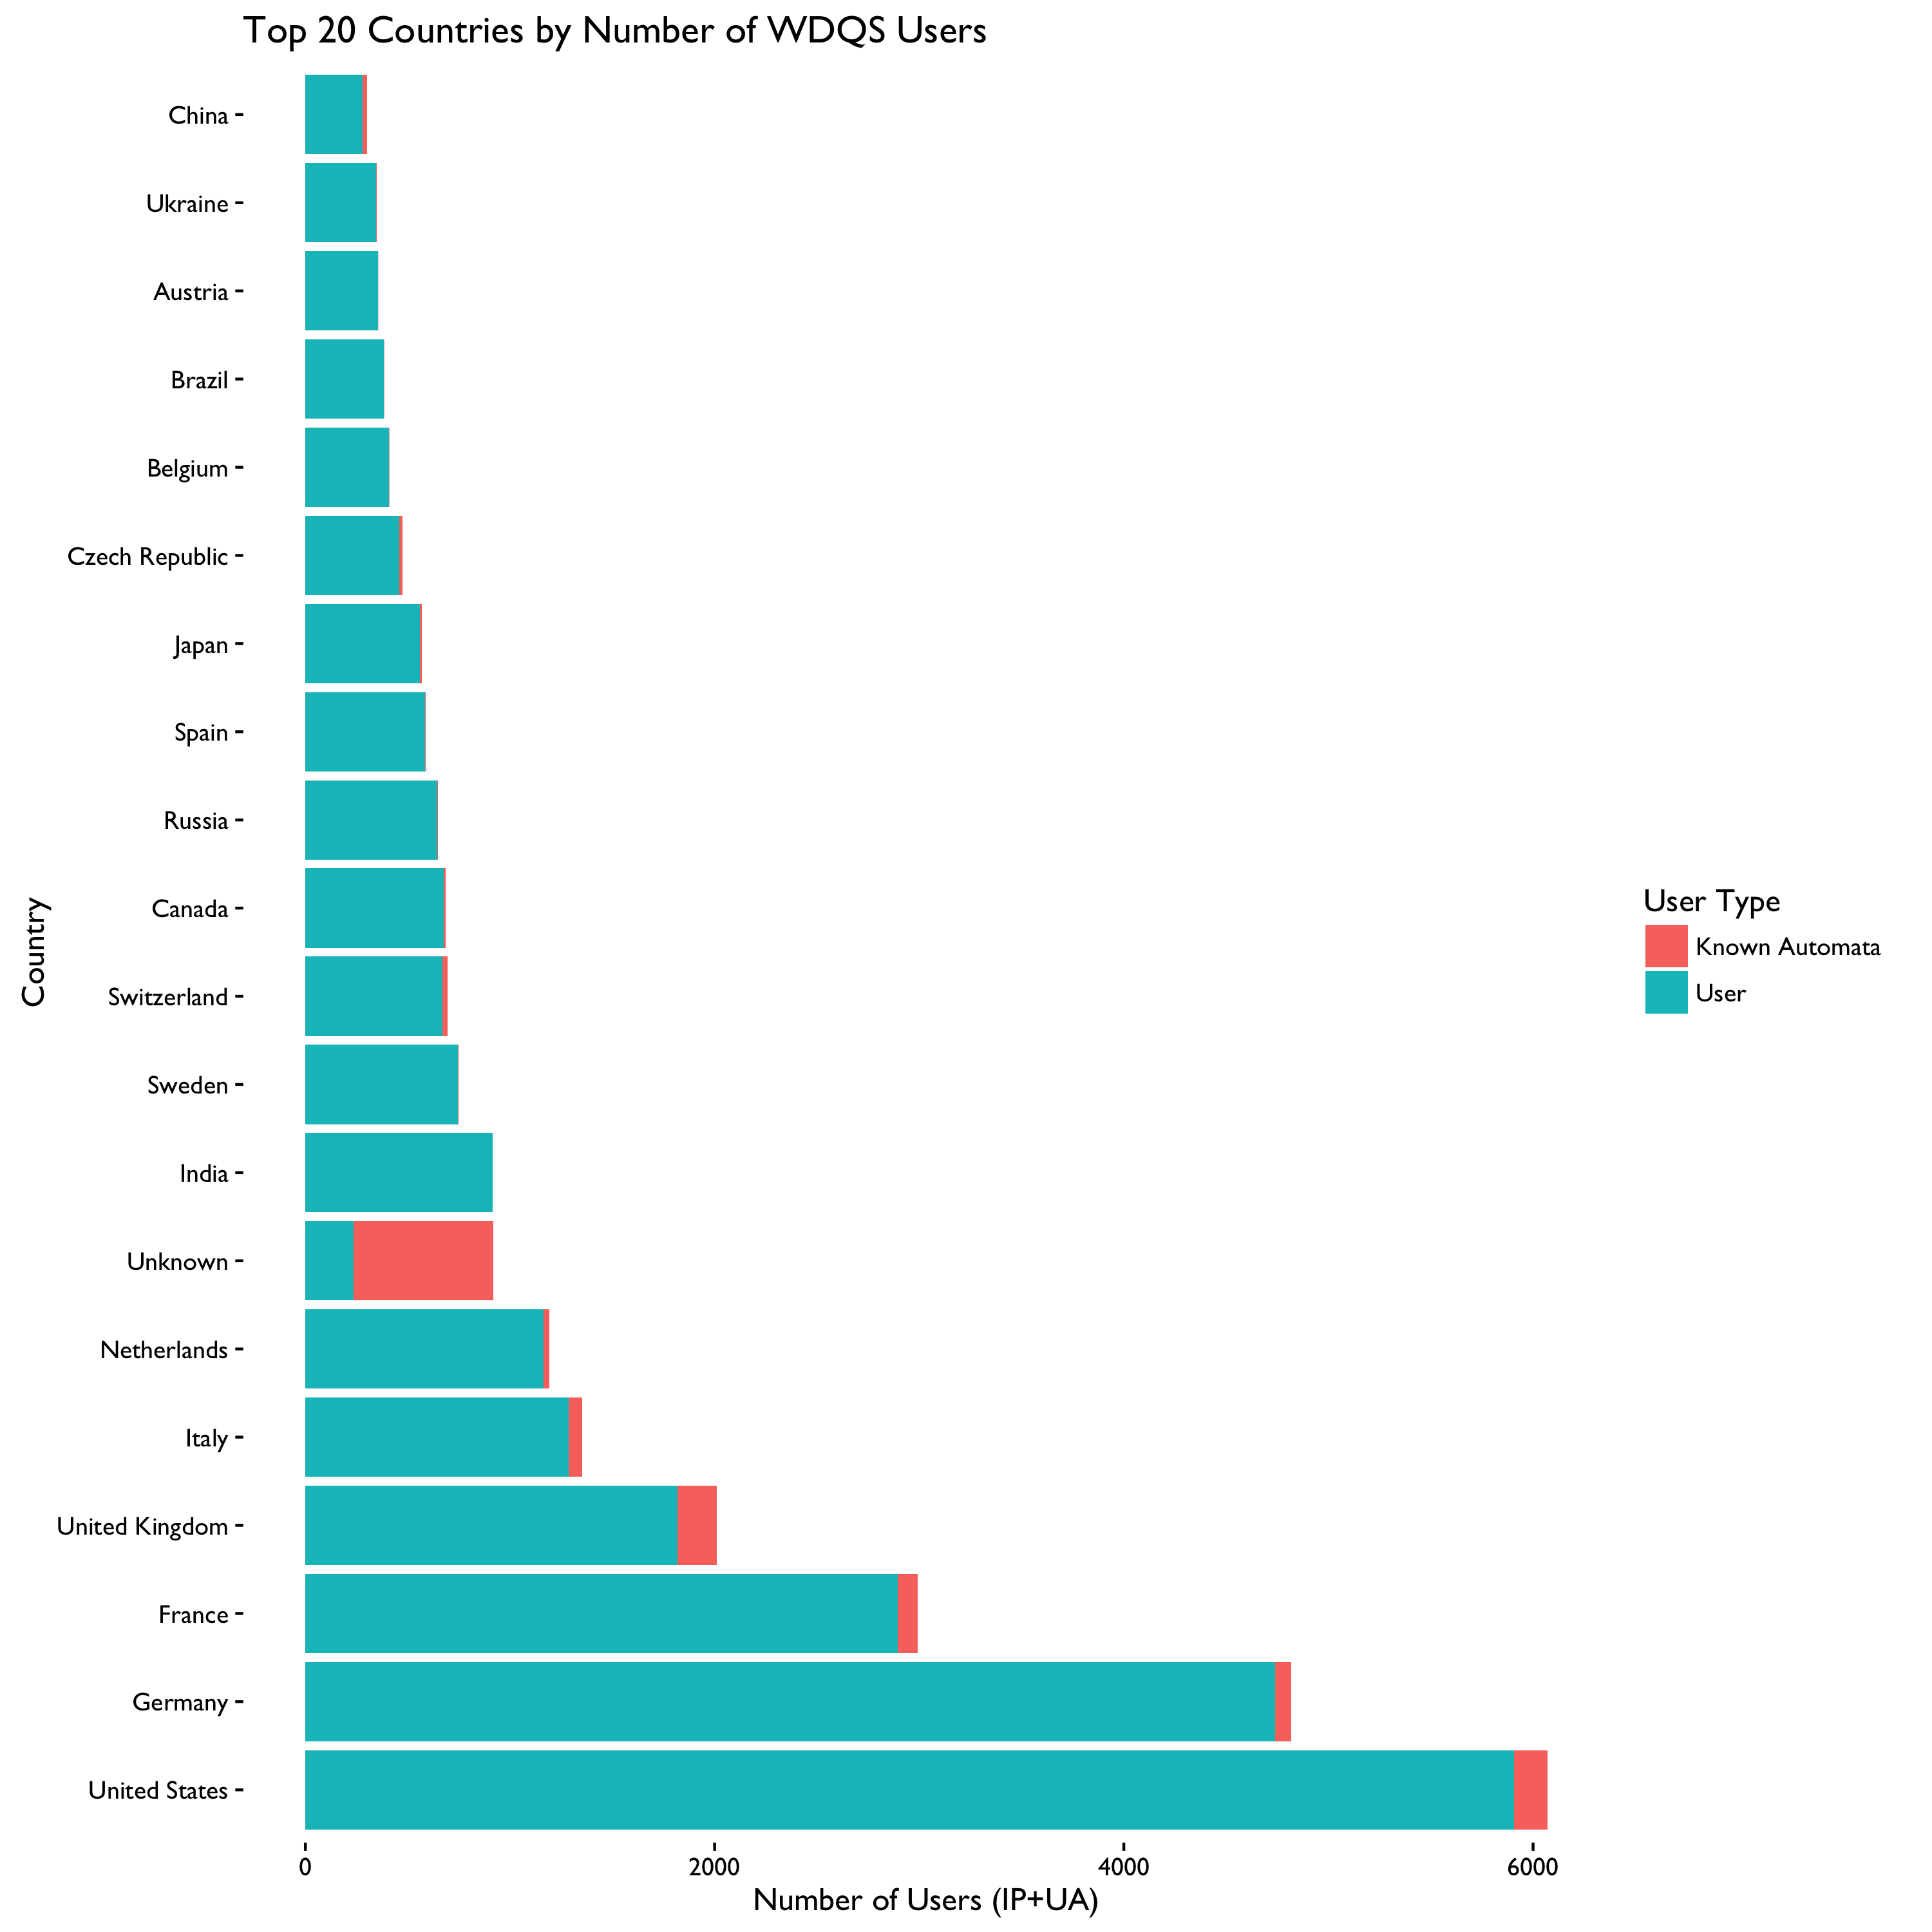 Top 20 Countries by Number of WDQS Users
Country
China
Ukraine
Austria
Brazil
Belgium
Czech Republic
Japan
Spain
Russia
Canada
Switzerland
Sweden
India
Unknown
Netherlands
Italy
United Kingdom
France
Germany
United States
0 2000 4000 6000
Number of Users (IP+UA)
User Type
Known Automata
User